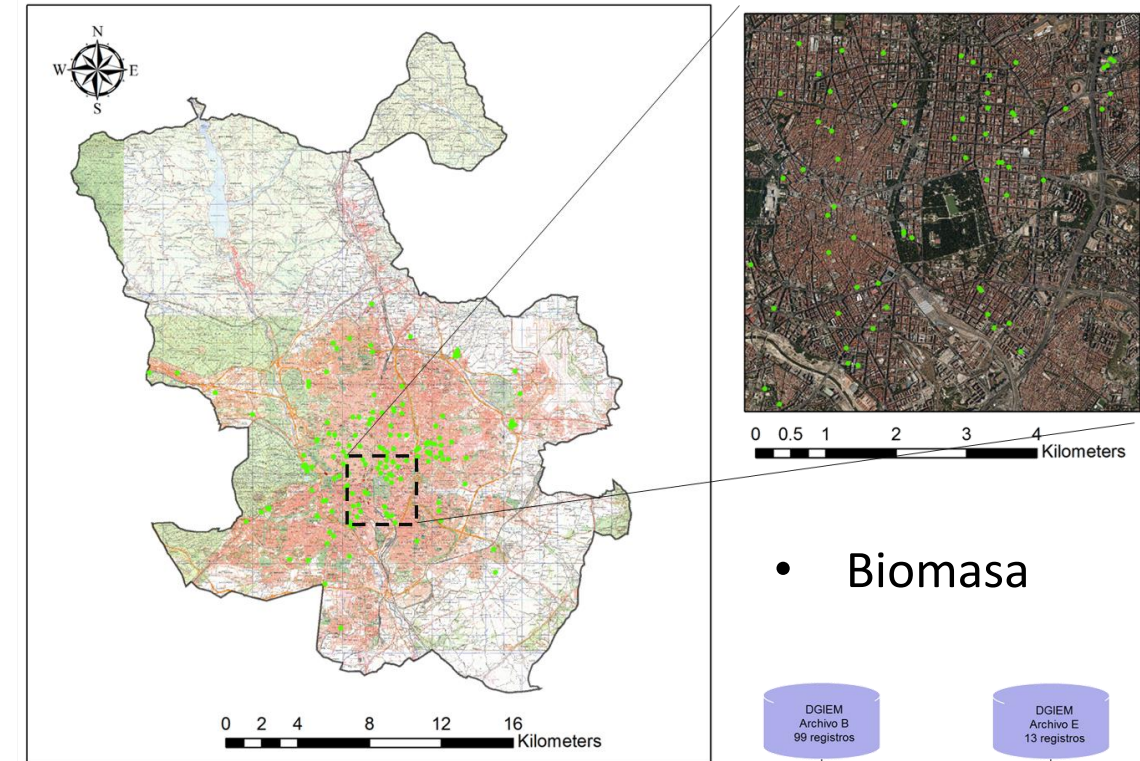 N
W
E
S
0 2 4 8 12 16
Kilometers
0 0.5 1 2 3 4
Kilometers
• Biomasa
DGIEM
Archivo B
99 registros
DGIEM
Archivo E
13 registros